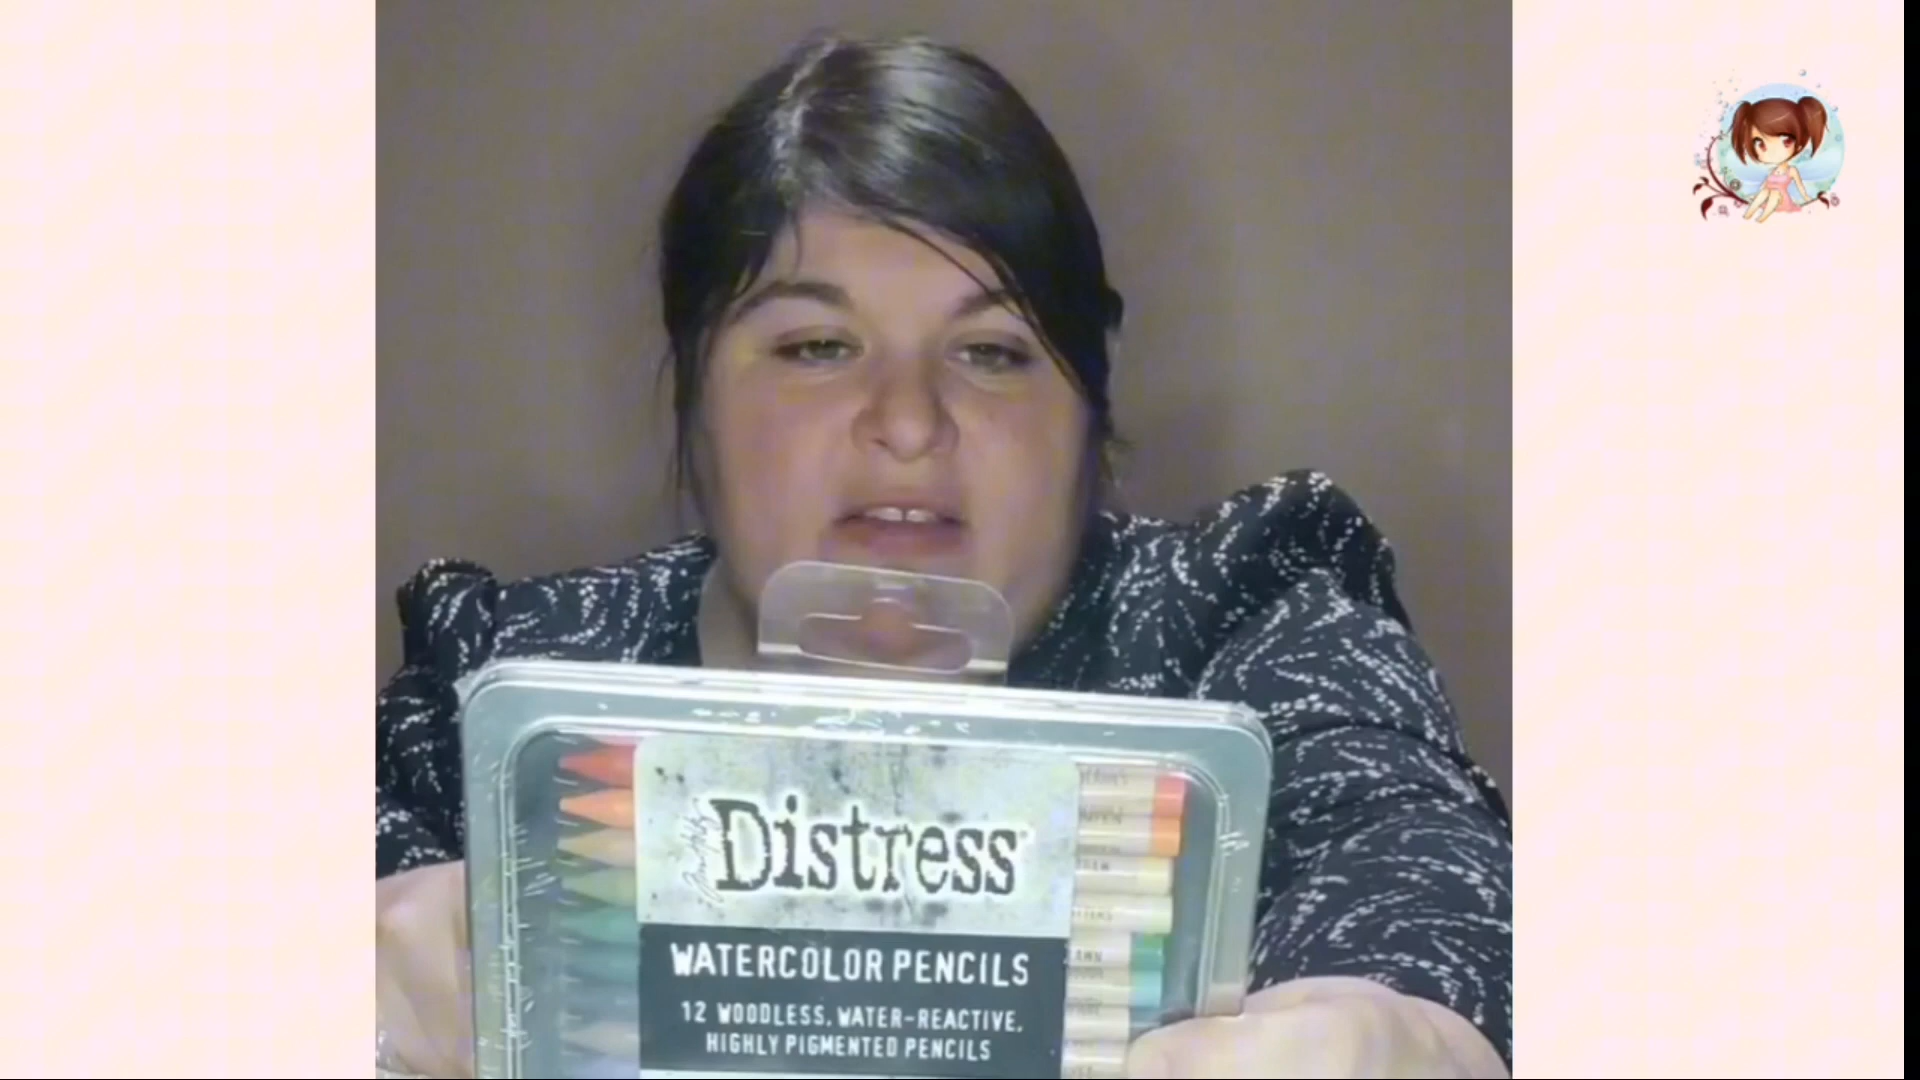 Distress
WATERCOLOR PENCILS
12 WOODLESS, WATER-REACTIVE,
HIGHLY PIGMENTED PENCILS